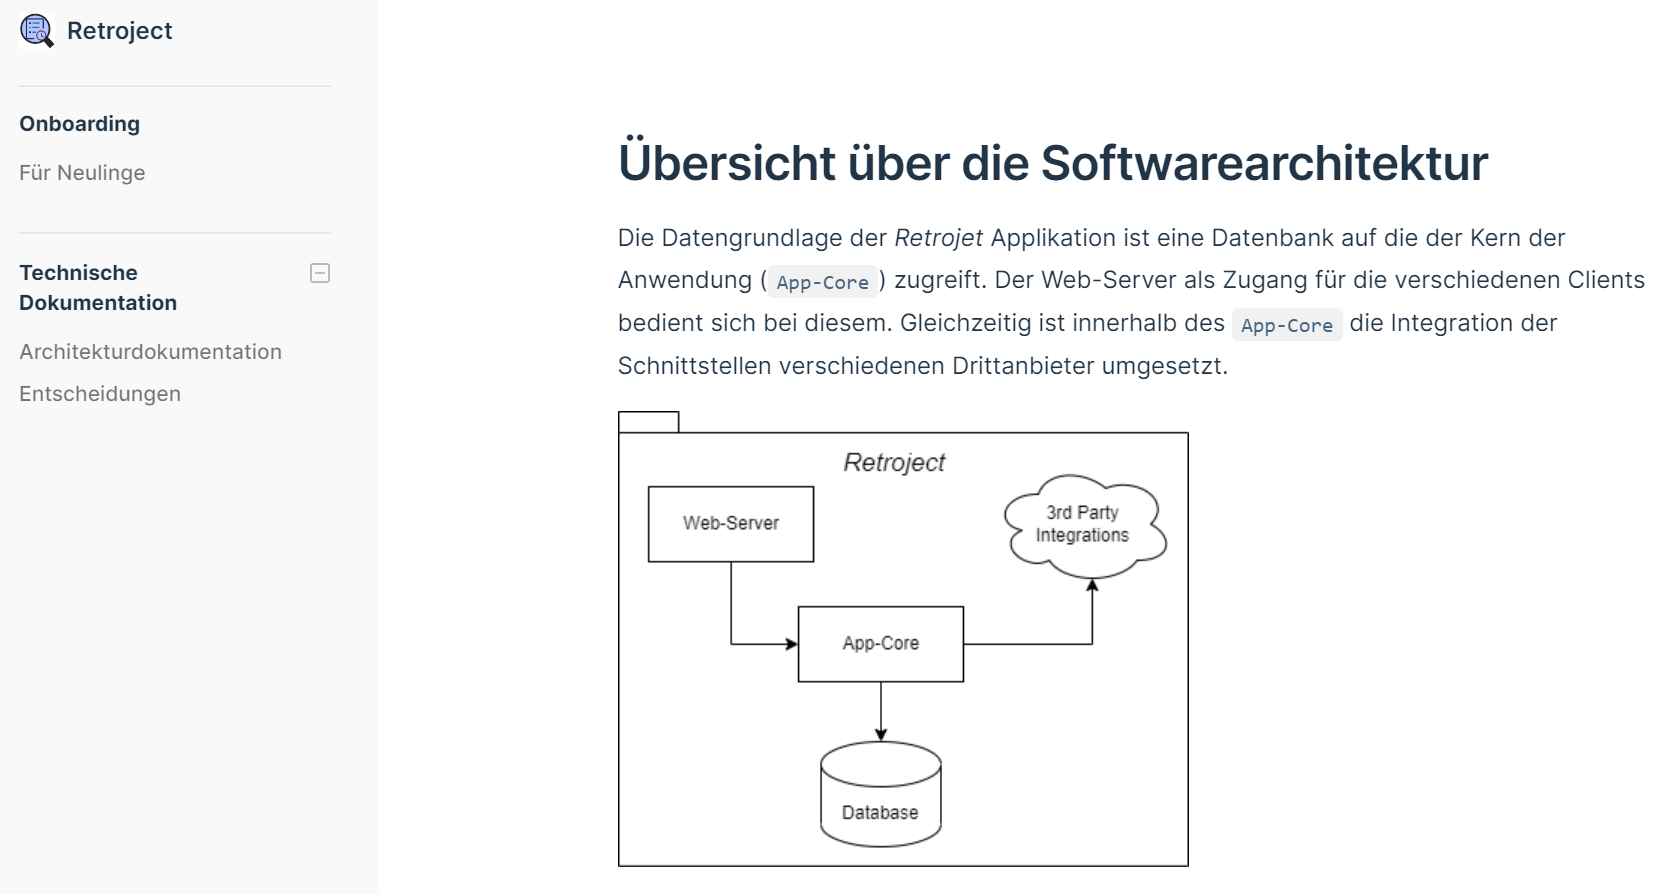 Retroject
Onboarding
Für Neulinge
Technische
Dokumentation
Architekturdokumentation
Entscheidungen
Übersicht über die Softwarearchitektur
Die Datengrundlage der Retrojet Applikation ist eine Datenbank auf die der Kern der
Anwendung (App-Core) zugreift. Der Web-Server als Zugang für die verschiedenen Clients
bedient sich bei diesem. Gleichzeitig ist innerhalb des App-Core die Integration der
Schnittstellen verschiedenen Drittanbieter umgesetzt.
Retroject
Web-Server
3rd Party
Integrations
App-Core
Database